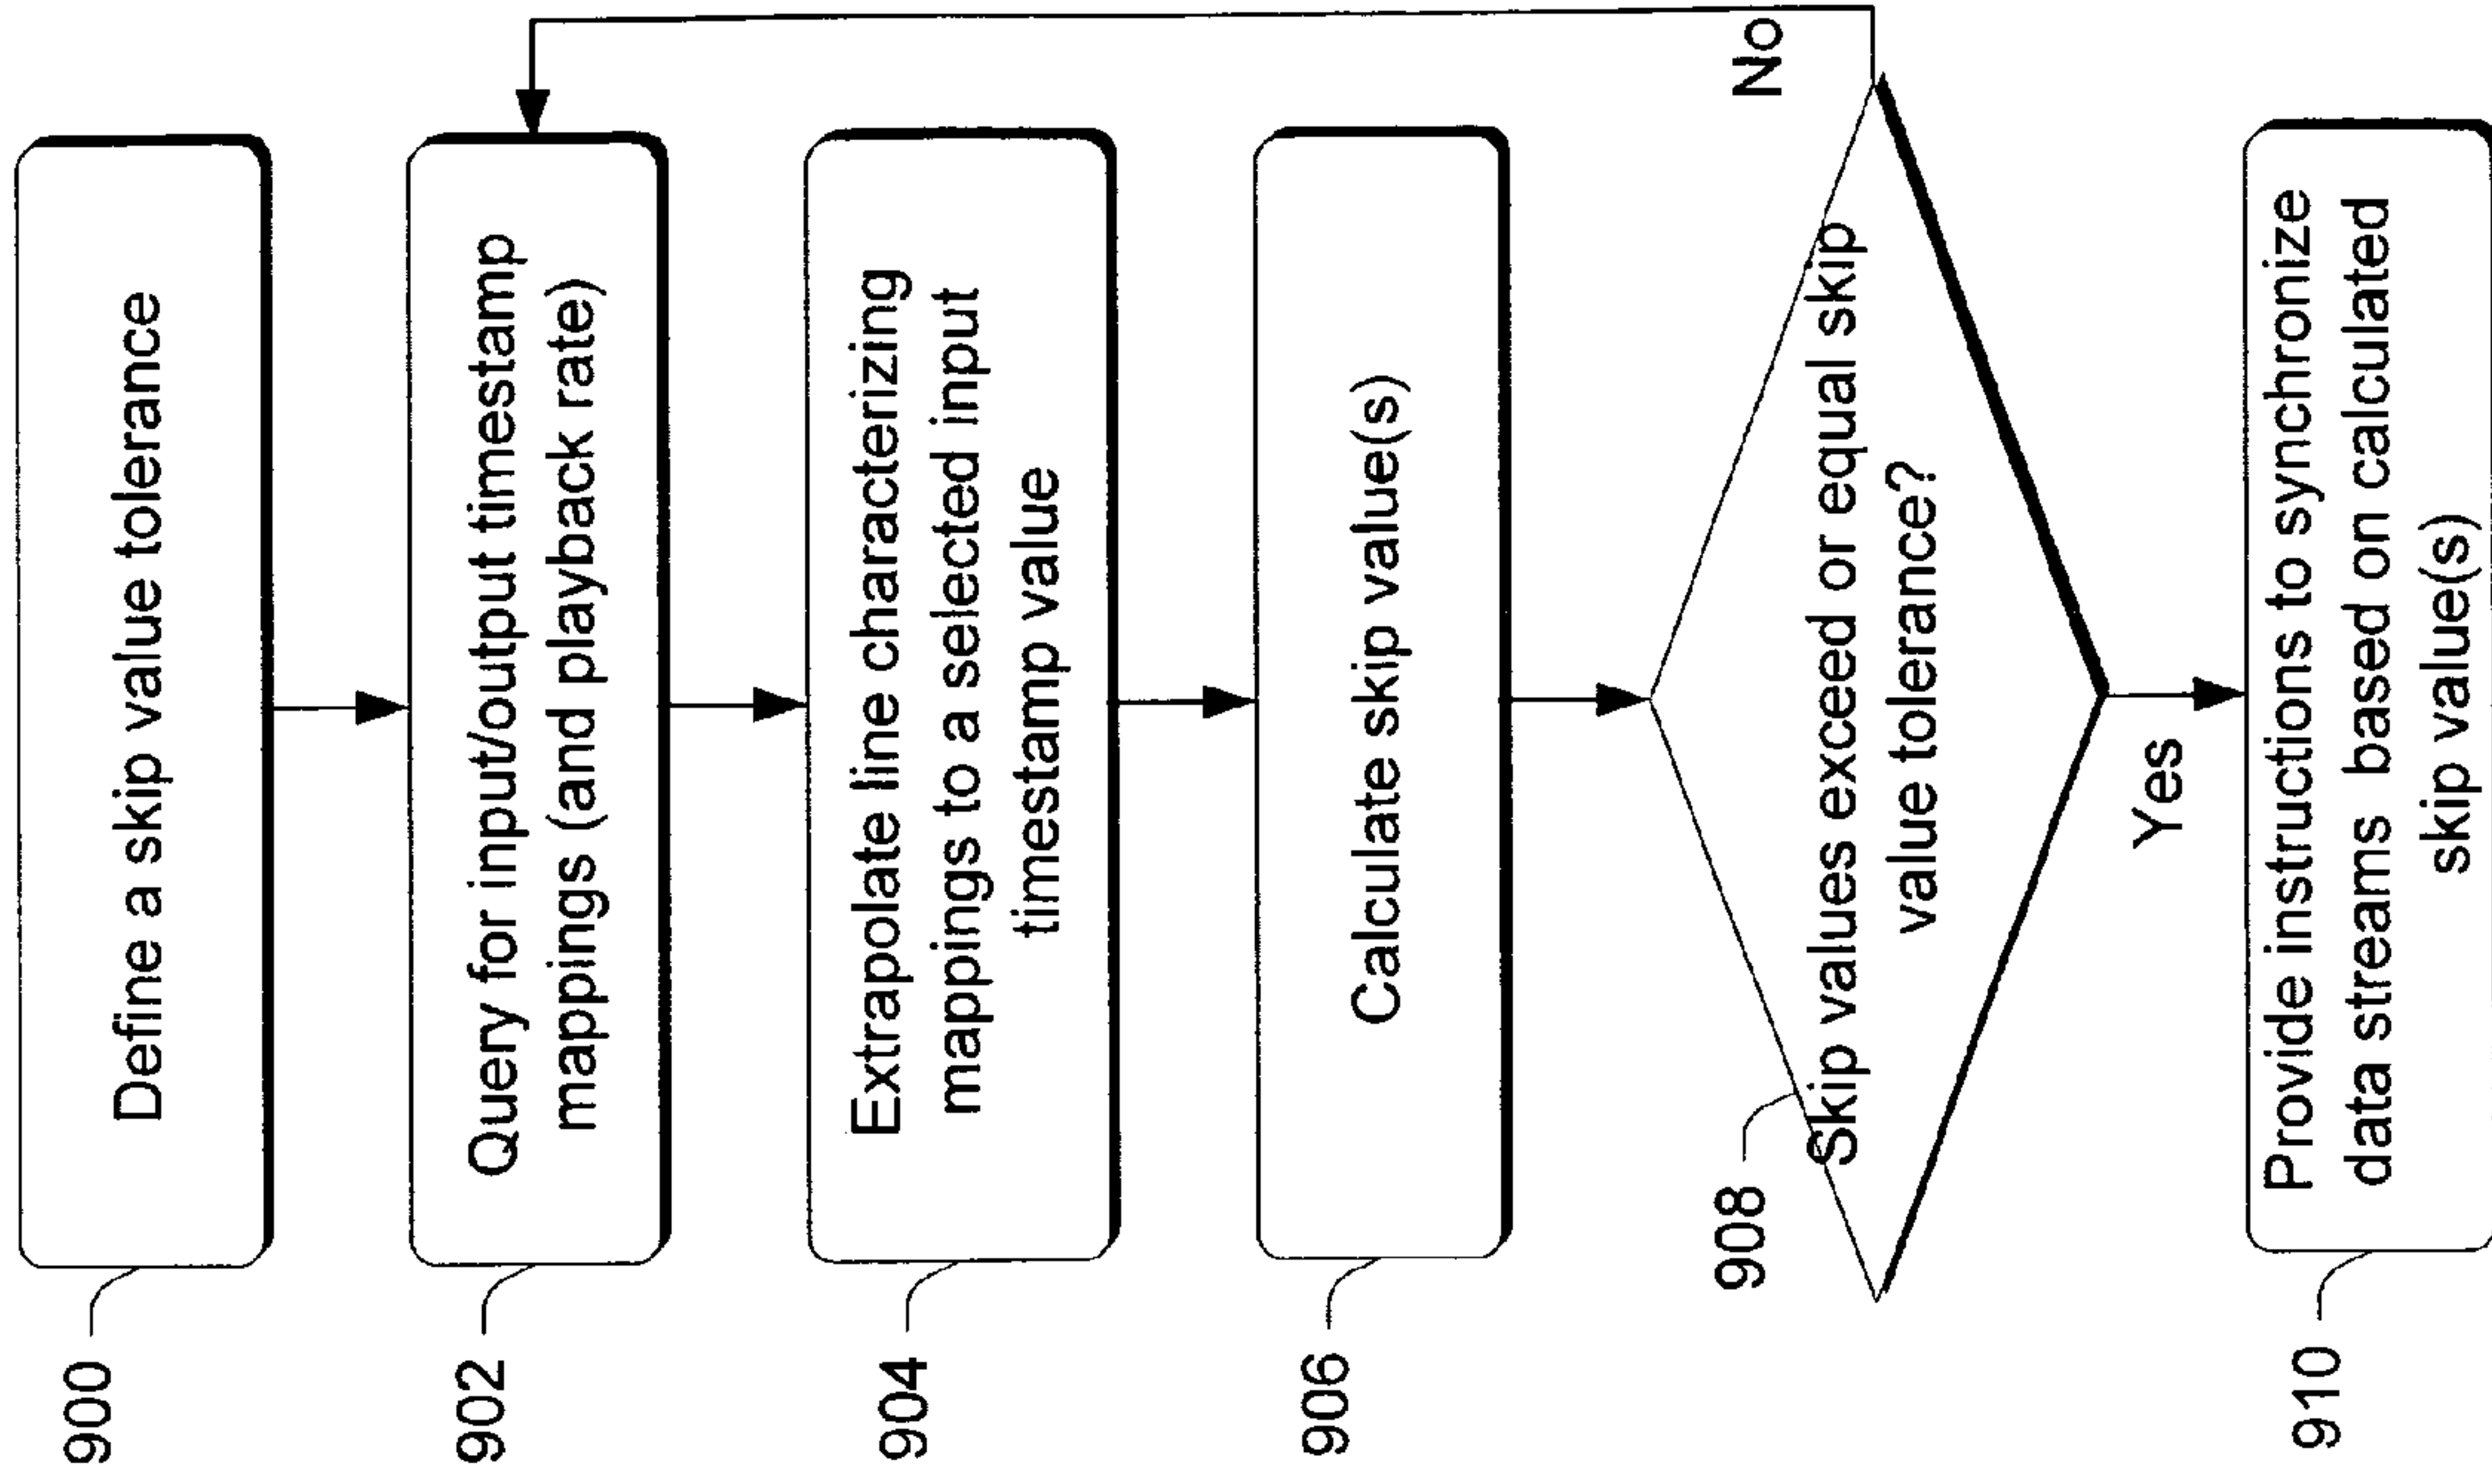 900
Define a skip value tolerance
902
Query for input/output timestamp
mappings (and playback rate)
904
Extrapolate line characterizing
mappings to a selected input
timestamp value
906
Calculate skip value(s)
908
Skip values exceed or equal skip
value tolerance?
No
Yes
910
Provide instructions to synchronize
data streams based on calculated
skip value(s)